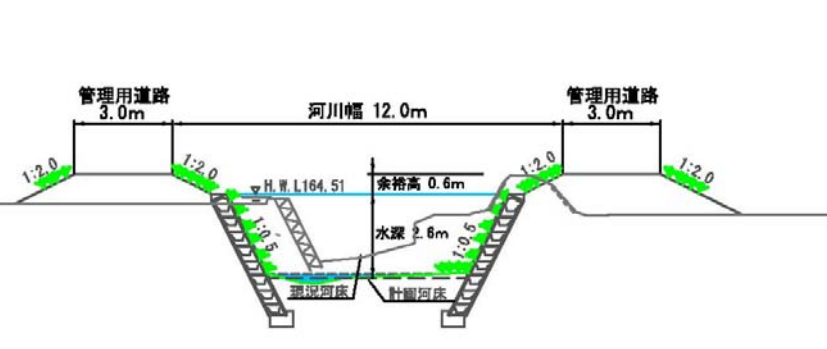 管理用道路
3.0m
河川幅 12.0m
管理用道路
3.0m
1:2.0
1:2.0
1:2.0
1:2.0
H.W.L164.51
余裕高 0.6m
水深 2.6m
1:0.5
1:0.5
現況河床
計画河床